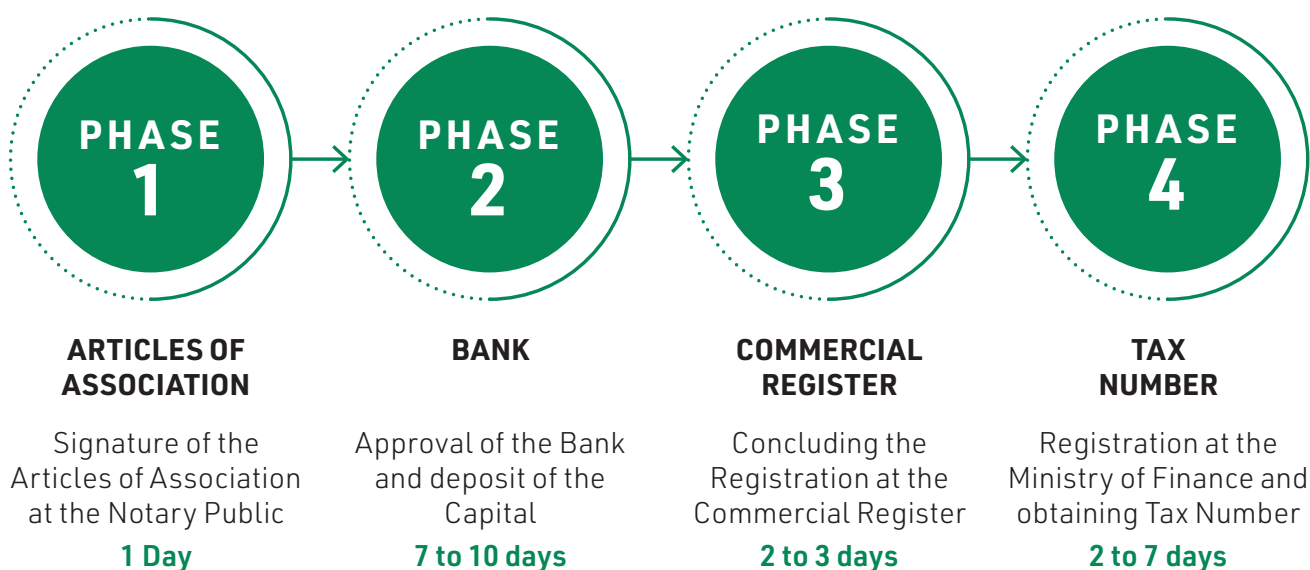 PHASE
1
ARTICLES OF
ASSOCIATION
Signature of the
Articles of Association
at the Notary Public
1 Day
PHASE
2
BANK
Approval of the Bank
and deposit of the
Capital
7 to 10 days
PHASE
3
COMMERCIAL
REGISTER
Concluding the
Registration at the
Commercial Register
2 to 3 days
PHASE
4
TAX
NUMBER
Registration at the
Ministry of Finance and
obtaining Tax Number
2 to 7 days